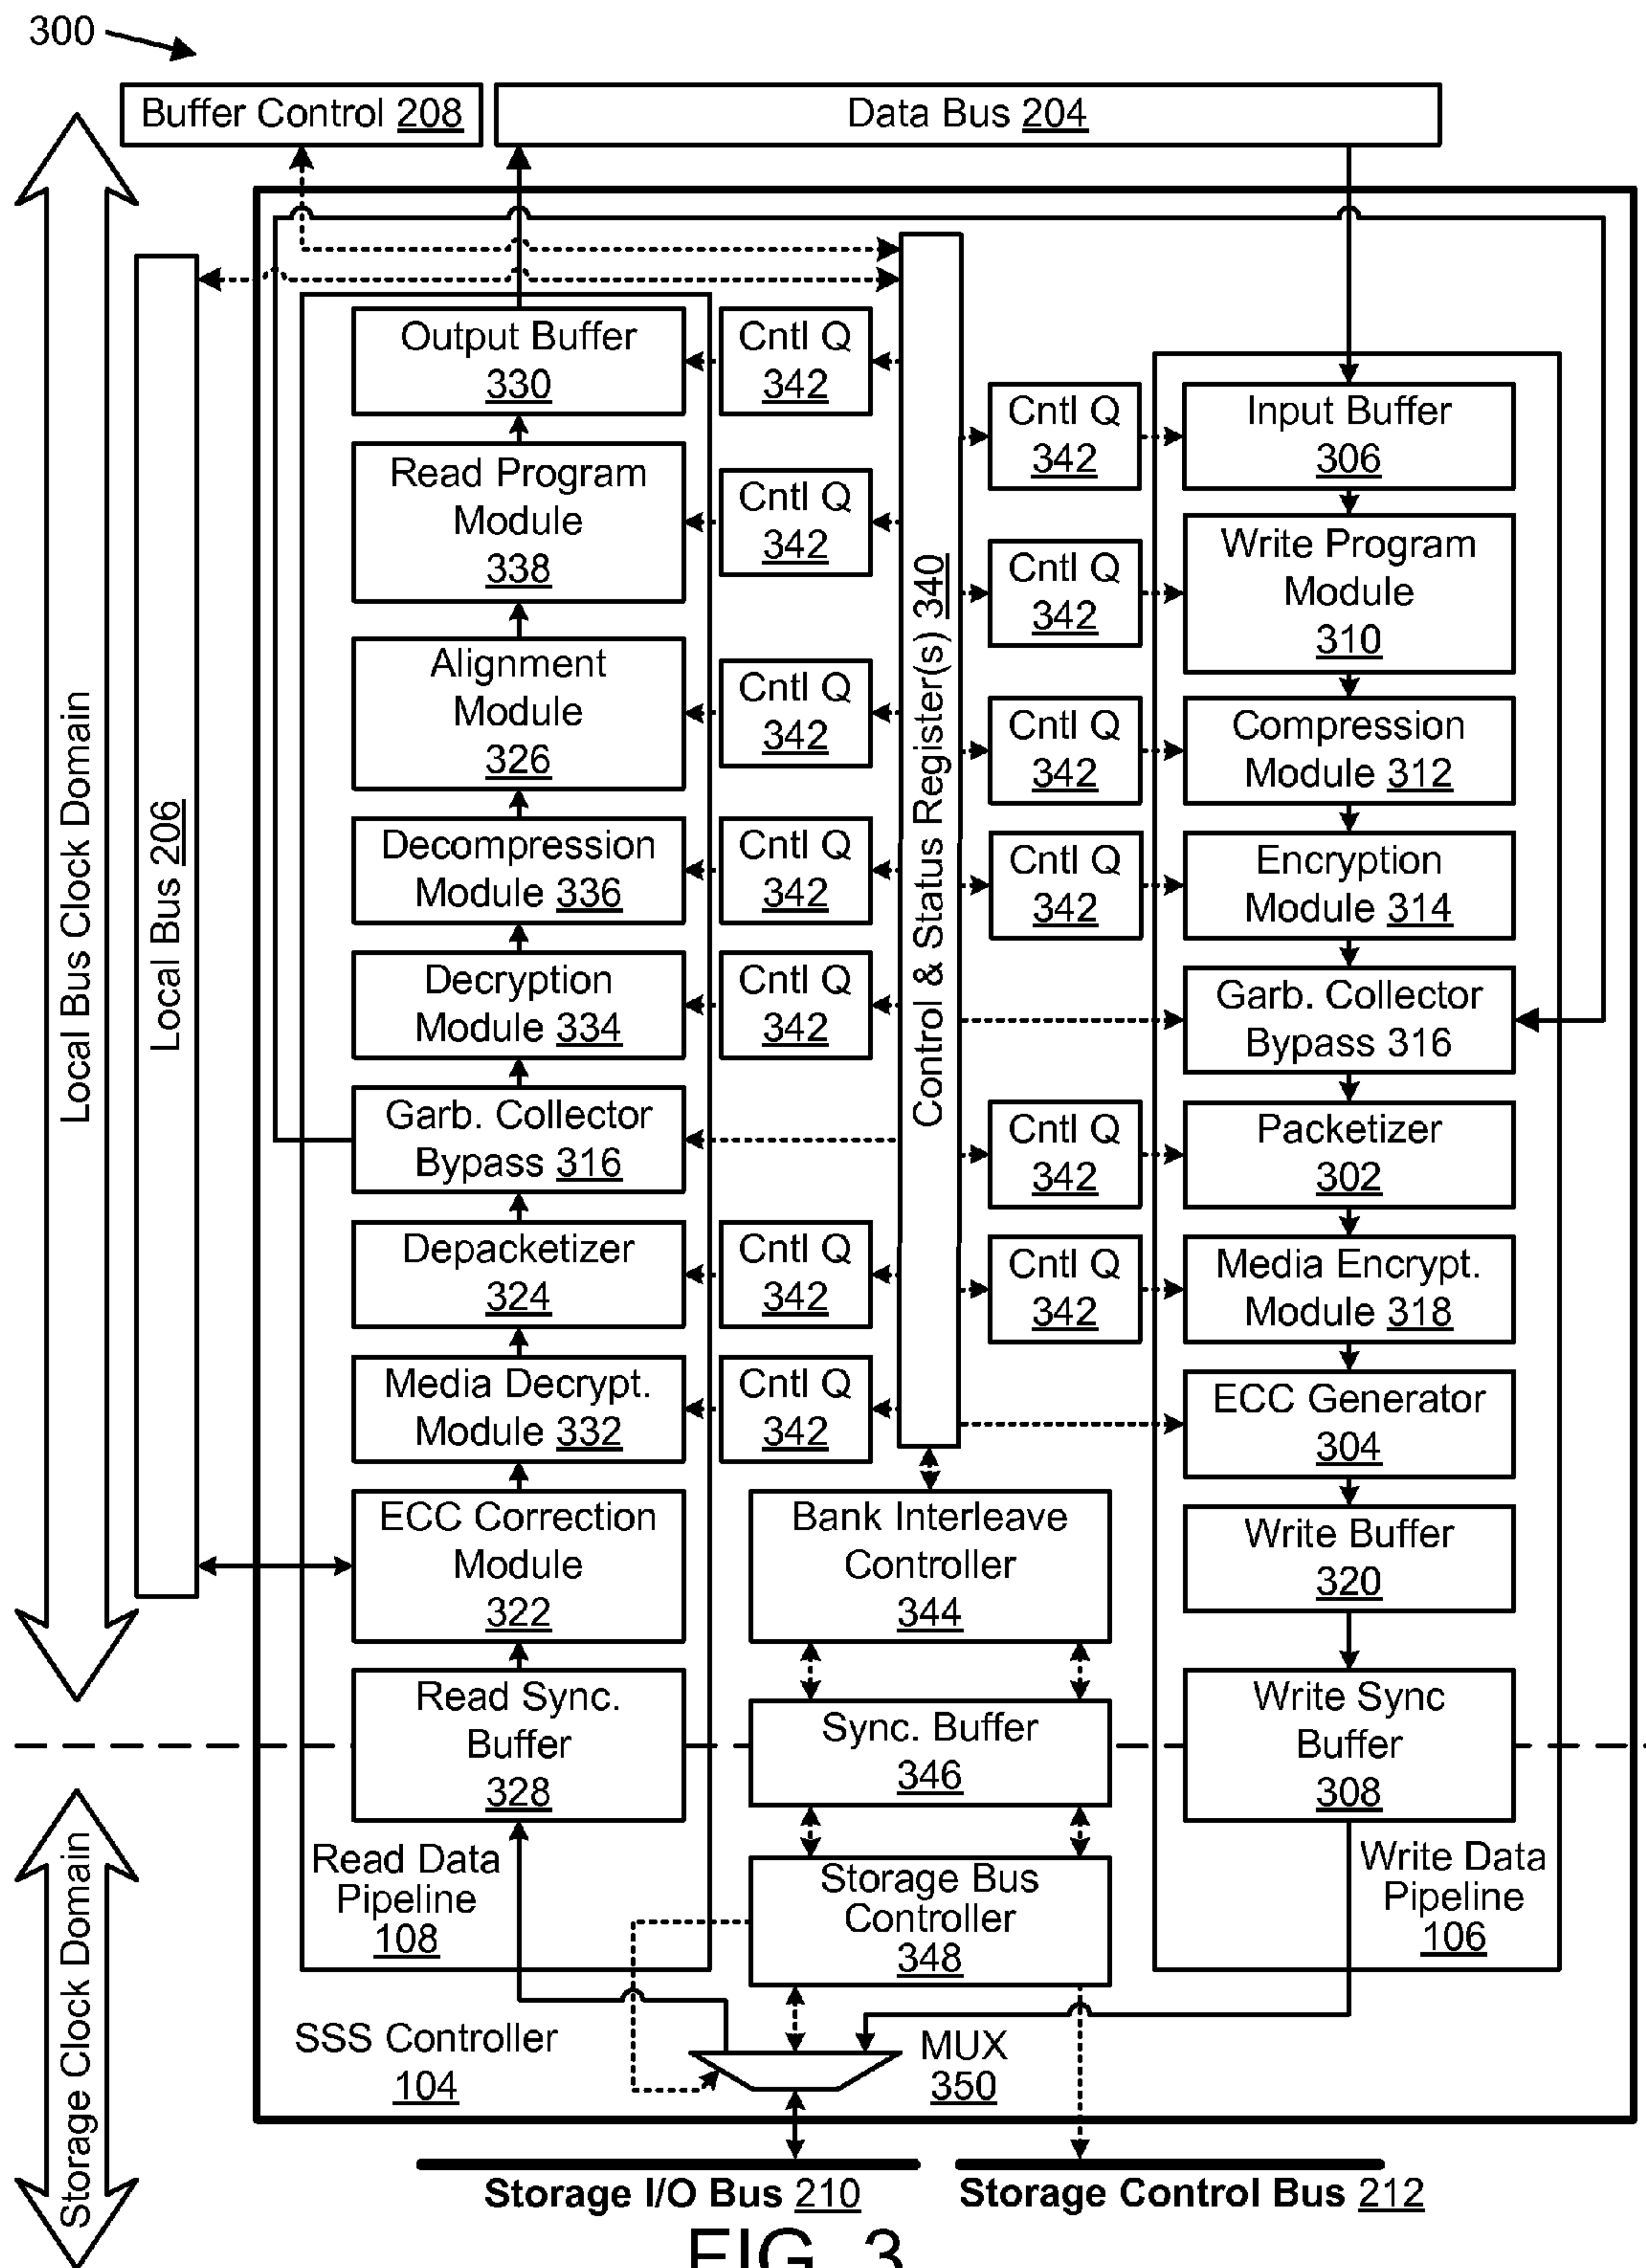 300
Buffer Control 208
Data Bus 204
Local Bus Clock Domain
Local Bus 206
Output Buffer
330
Cntl Q
342
Read Program
Module
338
Cntl Q
342
Alignment
Module
326
Cntl Q
342
Decompression
Module 336
Cntl Q
342
Decryption
Module 334
Cntl Q
342
Garb. Collector
Bypass 316
Depacketizer
324
Cntl Q
342
Media Decrypt.
Module 332
Cntl Q
342
ECC Correction
Module
322
Read Sync.
Buffer
328
Read Data
Pipeline
108
Control & Status Register(s) 340
Bank Interleave
Controller
344
Sync. Buffer
346
Storage Bus
Controller
348
Cntl Q
342
Input Buffer
306
Cntl Q
342
Write Program
Module
310
Cntl Q
342
Compression
Module 312
Cntl Q
342
Encryption
Module 314
Garb. Collector
Bypass 316
Cntl Q
342
Packetizer
302
Cntl Q
342
Media Encrypt.
Module 318
ECC Generator
304
Write Buffer
320
Write Sync
Buffer
308
Write Data
Pipeline
106
Storage Clock Domain
SSS Controller
104
MUX
350
Storage I/O Bus 210
Storage Control Bus 212
FIG. 3